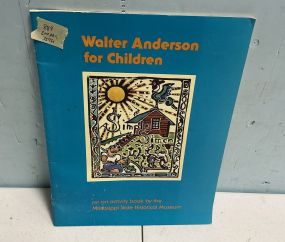 Walter Anderson
for Children
an art activity book by the
Mississippi State Historical Museum